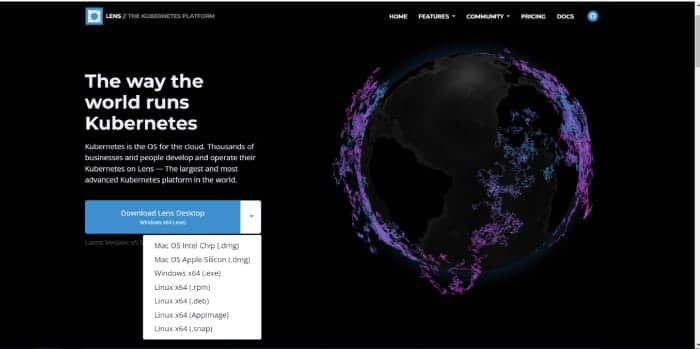 LENS // THE KUBERNETES PLATFORM
HOME FEATURES COMMUNITY PRICING DOCS
The way the
world runs
Kubernetes
Kubernetes is the OS for the cloud. Thousands of
businesses and people develop and operate their
Kubernetes on Lens — The largest and most
advanced Kubernetes platform in the world.
Download Lens Desktop
Windows x64 (.exe)
Latest Version: v5
Mac OS Intel Chip (.dmg)
Mac OS Apple Silicon (.dmg)
Windows x64 (.exe)
Linux x64 (.rpm)
Linux x64 (.deb)
Linux x64 (AppImage)
Linux x64 (.snap)